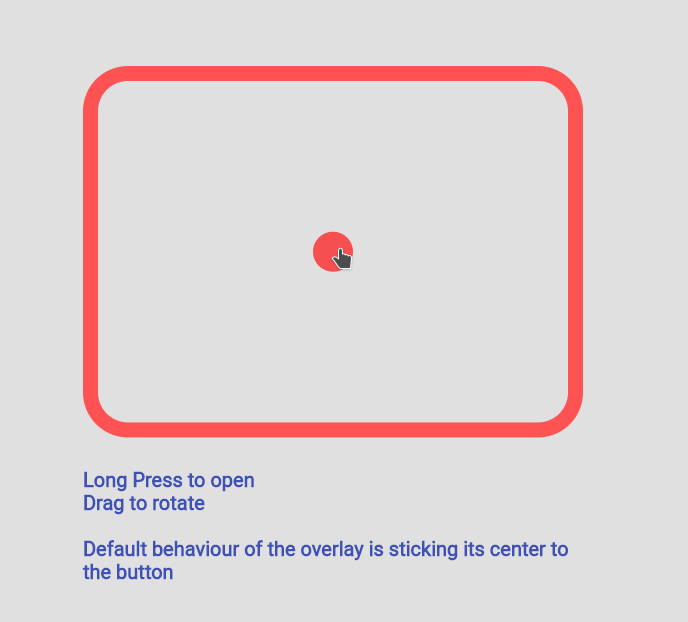 Long Press to open
Drag to rotate
Default behaviour of the overlay is sticking its center to
the button